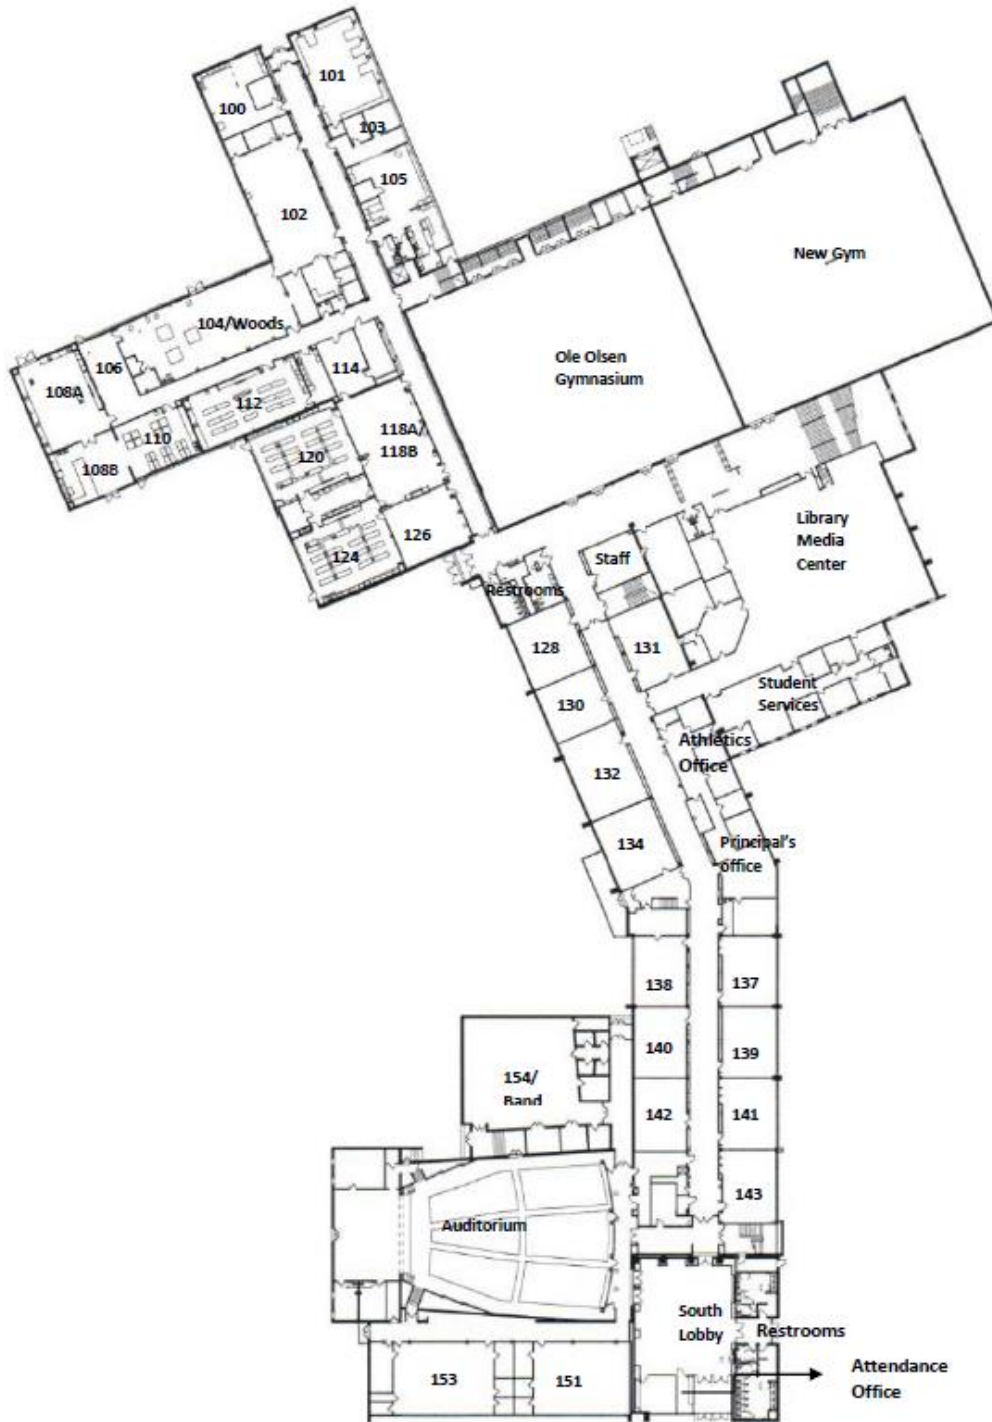 101
100
103
105
102
New Gym
104/Woods
Ole Olsen
Gymnasium
106
114
108A
112
118A/
118B
110
120
108B
Library
Media
Center
126
124
Staff
Restrooms
128
131
Student
Services
130
Athletics
Office
132
134
Principal's
office
138
137
140
139
154/
Band
142
141
143
Auditorium
South
Lobby
Restrooms
Attendance
Office
153
151